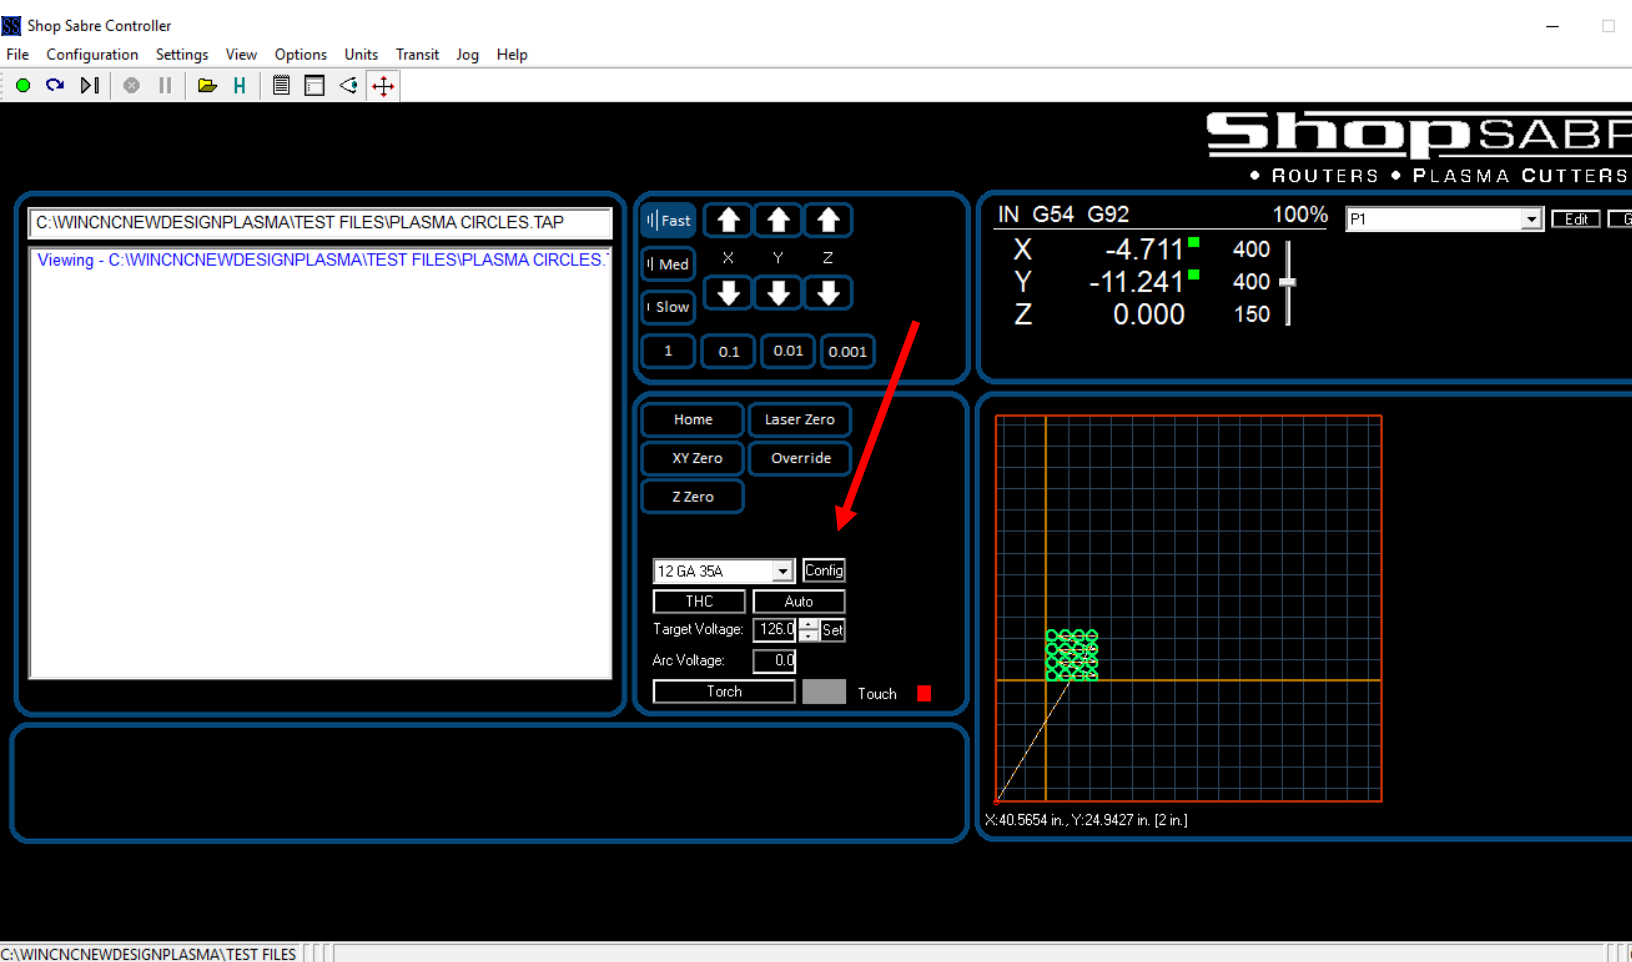 Shop Sabre Controller
File Configuration Settings View Options Units Transit Jog Help
H
Shop SABR
• ROUTERS • PLASMA CUTTERS
C:\WINCNCNEWDESIGNPLASMA\TEST FILES\PLASMA CIRCLES.TAP
Viewing - C:\WINCNCNEWDESIGNPLASMA\TEST FILES\PLASMA CIRCLES.
Fast
Med
X Y Z
Slow
1 0.1 0.01 0.001
IN G54 G92 100%
P1 Edit G
X -4.711 400
Y -11.241 400
Z 0.000 150
Home Laser Zero
XY Zero Override
Z Zero
12 GA 35A Config
THC Auto
Target Voltage: 126.0 Set
Arc Voltage: 0.0
Torch Touch
X:40.5654 in., Y:24.9427 in. [2 in.]
C:\WINCNCNEWDESIGNPLASMA\TEST FILES